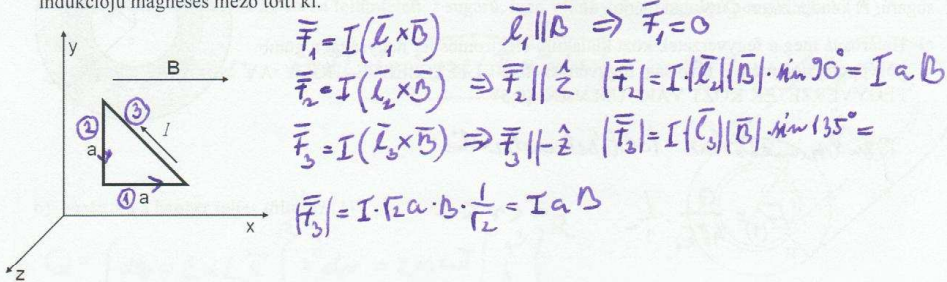 indukciójú mágneses mező tölti ki.
F̅₁ = I(l̅₁×B̅)   l̅₁||B̅ ⇒ F̅₁=0
F̅₂ = I(l̅₂×B̅) ⇒ F̅₂||ẑ   |F̅₂|=I·|l̅₂||B̅|·sin 90 = I a B
F̅₃ = I(l̅₃×B̅) ⇒ F̅₃||-ẑ   |F̅₃|=I·|l̅₃||B̅|·sin 135° =
|F̅₃| = I·√2a·B·1/√2 = I a B
y
B
② ③ I
a
① a
x
z